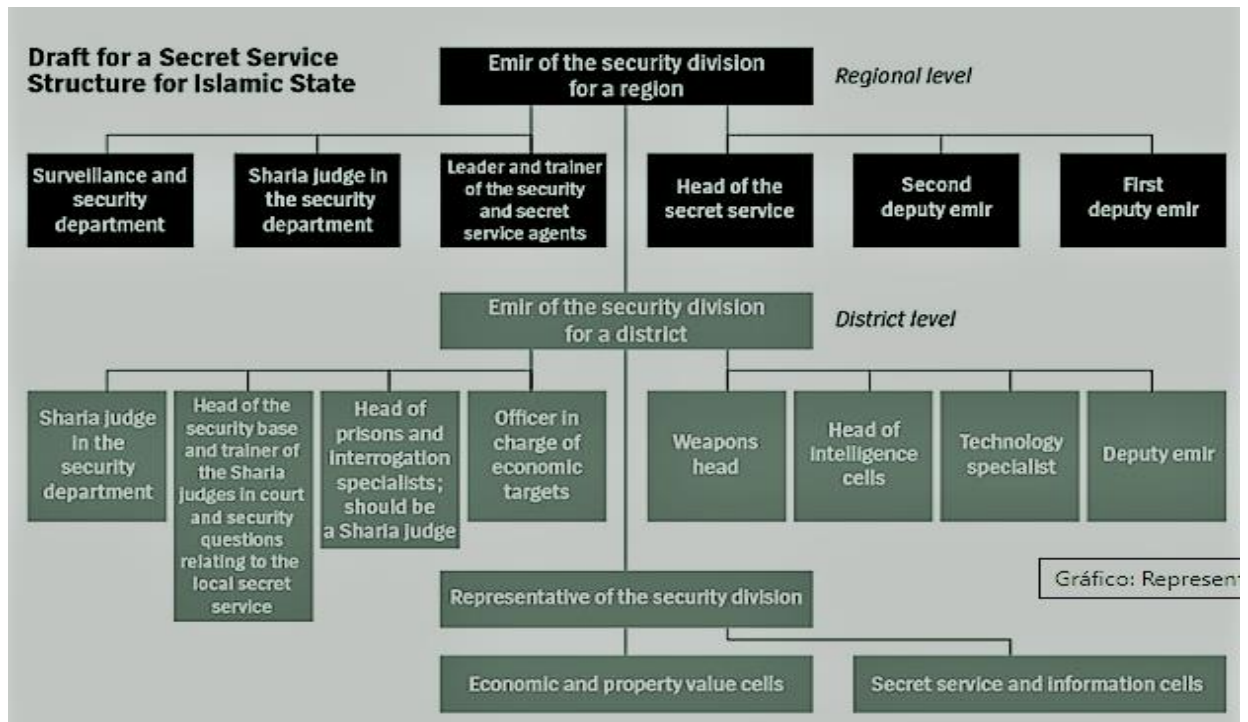 Draft for a Secret Service
Structure for Islamic State
Emir of the security division
for a region
Regional level
Surveillance and
security
department
Sharia judge in
the security
department
Leader and trainer
of the security
and secret
service agents
Head of the
secret service
Second
deputy emir
First
deputy emir
Emir of the security division
for a district
District level
Sharia judge
in the
security
department
Head of the
security base
and trainer of
the Sharia
judges in court
and security
questions
relating to the
local secret
service
Head of
prisons and
interrogation
specialists;
should be
a Sharia judge
Officer in
charge of
economic
targets
Weapons
head
Head of
intelligence
cells
Technology
specialist
Deputy emir
Gráfico: Represent
Representative of the security division
Economic and property value cells
Secret service and information cells